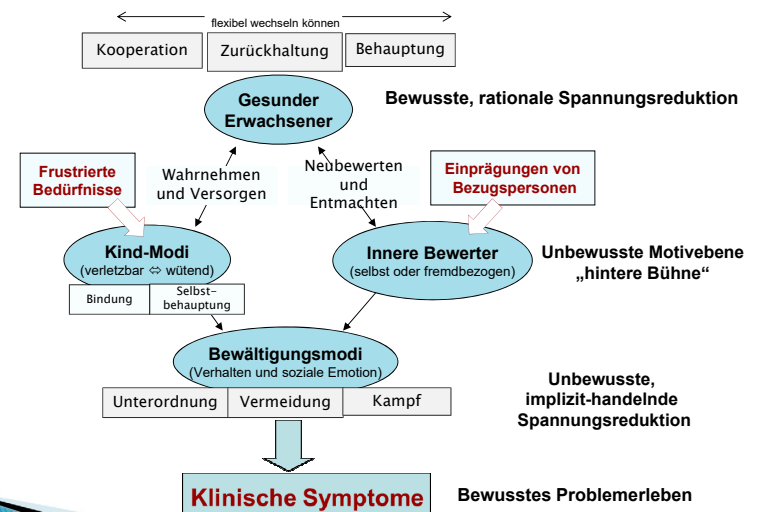 flexibel wechseln können
Kooperation
Zurückhaltung
Behauptung
Gesunder
Erwachsener
Bewusste, rationale Spannungsreduktion
Frustrierte
Bedürfnisse
Wahrnehmen
und Versorgen
Neubewerten
und
Entmachten
Einprägungen von
Bezugspersonen
Kind-Modi
(verletzbar ⇔ wütend)
Bindung
Selbst-
behauptung
Innere Bewerter
(selbst oder fremdbezogen)
Unbewusste Motivebene
„hintere Bühne“
Bewältigungsmodi
(Verhalten und soziale Emotion)
Unterordnung
Vermeidung
Kampf
Unbewusste,
implizit-handelnde
Spannungsreduktion
Klinische Symptome
Bewusstes Problemerleben